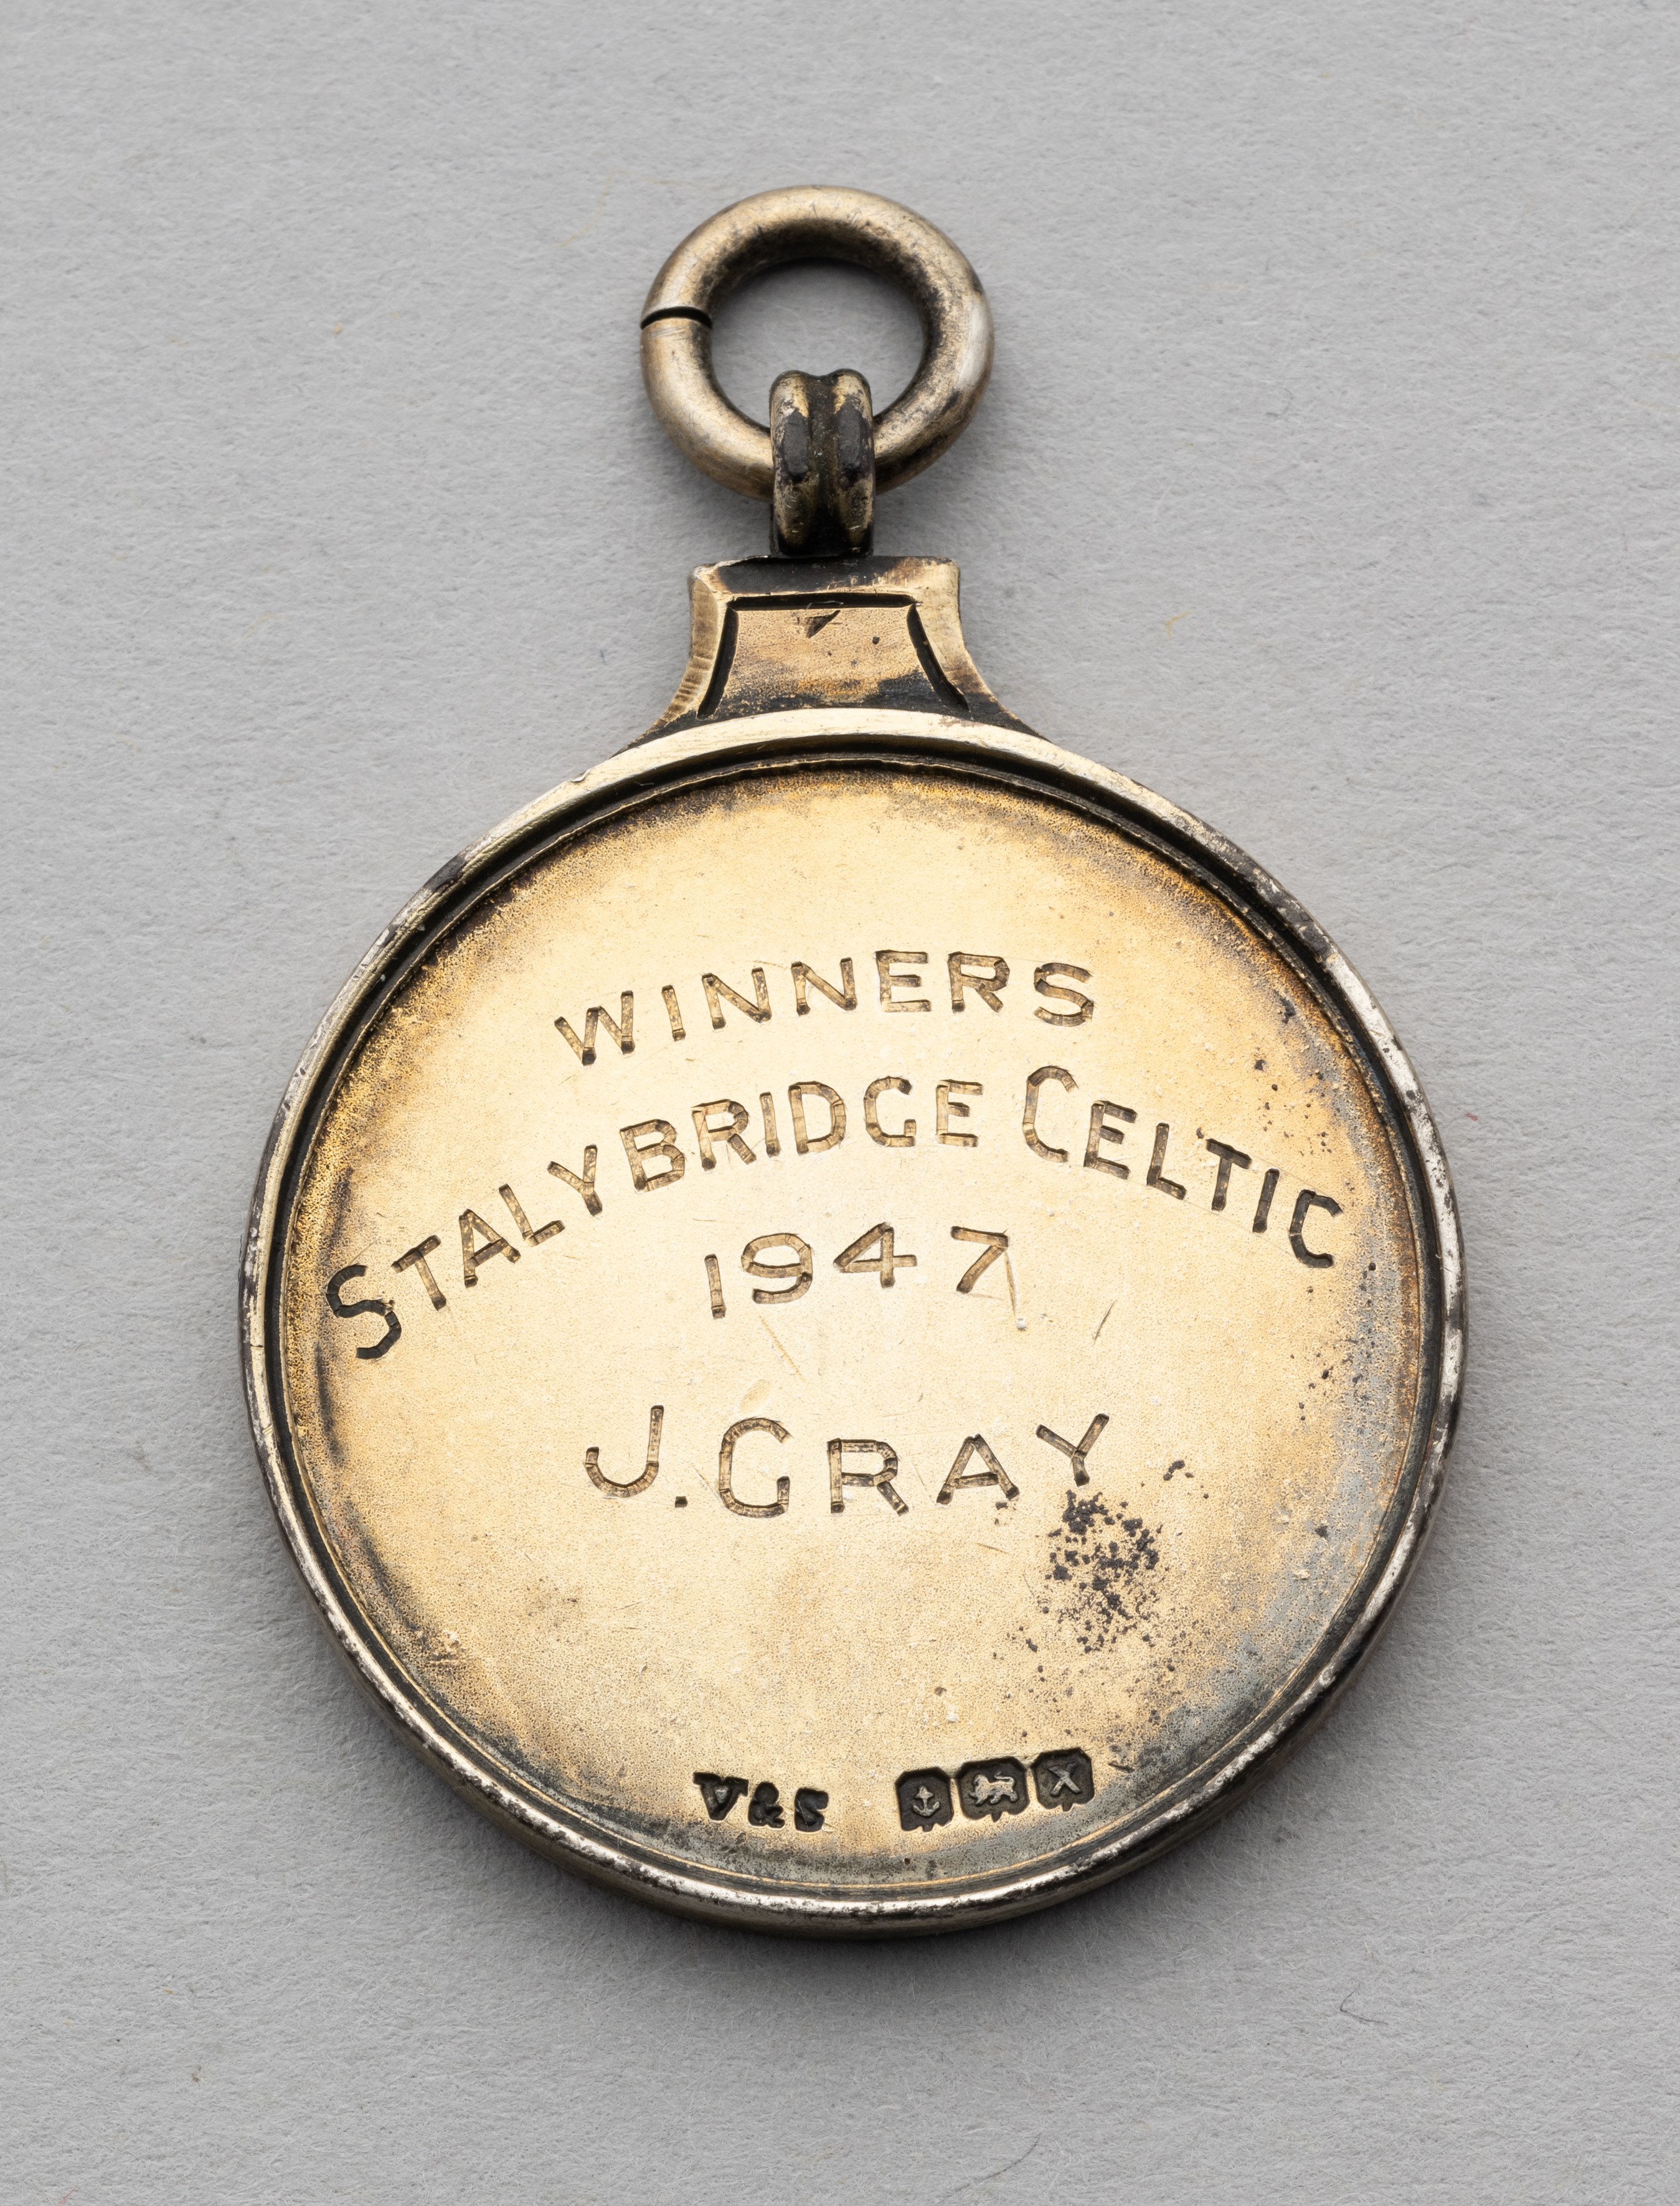 WINNERS
STALYBRIDGE CELTIC
1947
J. GRAY
V&S X